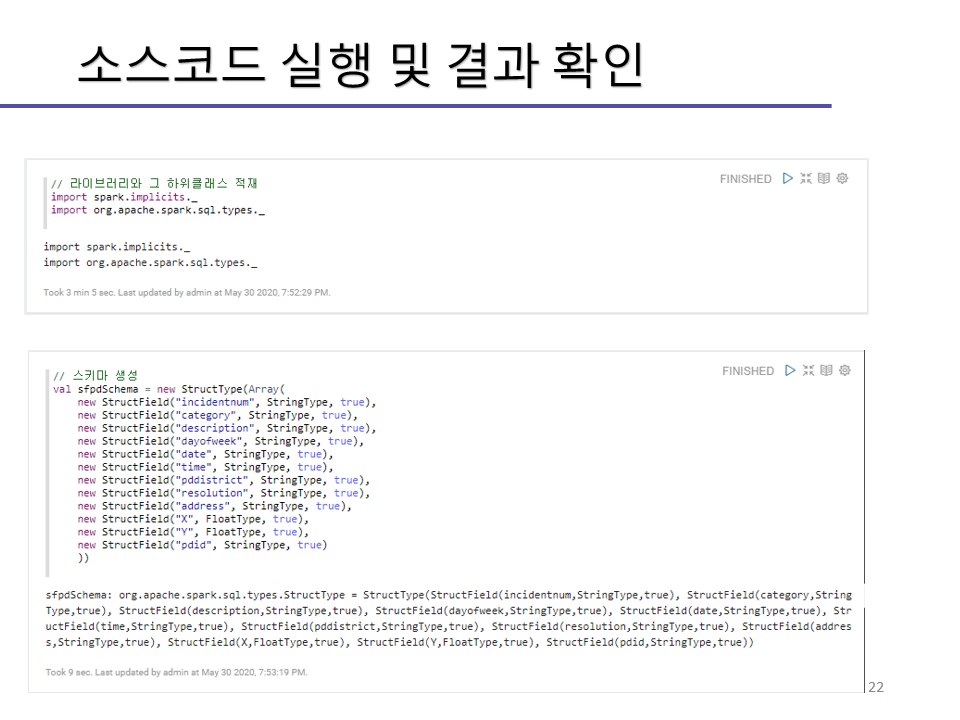 소스코드 실행 및 결과 확인
FINISHED
// 라이브러리와 그 하위클래스 적재
import spark.implicits._
import org.apache.spark.sql.types._
import spark.implicits._
import org.apache.spark.sql.types._
Took 3 min 5 sec. Last updated by admin at May 30 2020, 7:52:29 PM.
FINISHED
// 스키마 생성
val sfpdSchema = new StructType(Array(
new StructField("incidentnum", StringType, true),
new StructField("category", StringType, true),
new StructField("description", StringType, true),
new StructField("dayofweek", StringType, true),
new StructField("date", StringType, true),
new StructField("time", StringType, true),
new StructField("pddistrict", StringType, true),
new StructField("resolution", StringType, true),
new StructField("address", StringType, true),
new StructField("X", FloatType, true),
new StructField("Y", FloatType, true),
new StructField("pdid", StringType, true)
))
sfpdSchema: org.apache.spark.sql.types.StructType = StructType(StructField(incidentnum,StringType,true), StructField(category,String
Type,true), StructField(description,StringType,true), StructField(dayofweek,StringType,true), StructField(date,StringType,true), Str
uctField(time,StringType,true), StructField(pddistrict,StringType,true), StructField(resolution,StringType,true), StructField(addres
s,StringType,true), StructField(X,FloatType,true), StructField(Y,FloatType,true), StructField(pdid,StringType,true))
Took 9 sec. Last updated by admin at May 30 2020, 7:53:19 PM.
22